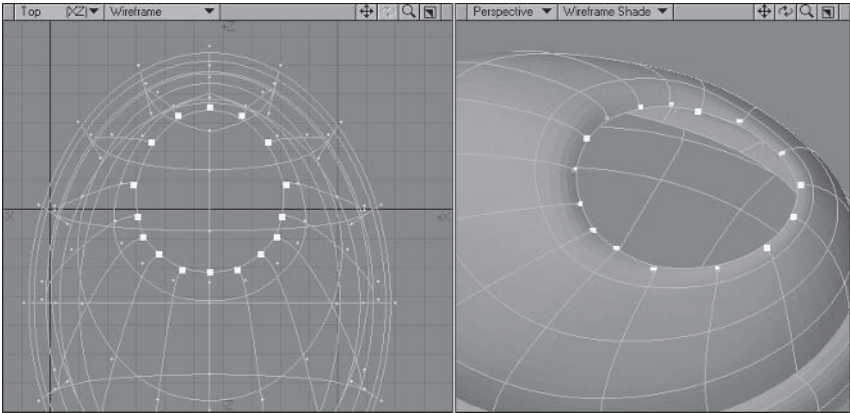 Top (XZ) Wireframe
Perspective Wireframe Shade
+Z
-X +X
-Z